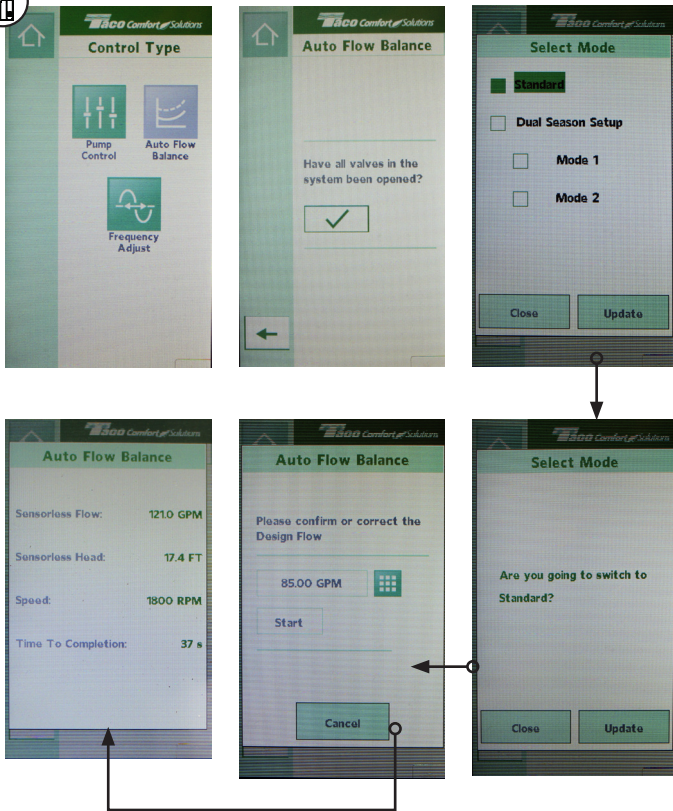 Taco Comfort Solutions
Control Type
Pump
Control
Auto Flow
Balance
Frequency
Adjust
Taco Comfort Solutions
Auto Flow Balance
Have all valves in the
system been opened?
Taco Comfort Solutions
Select Mode
Standard
Dual Season Setup
Mode 1
Mode 2
Close
Update
Taco Comfort Solutions
Auto Flow Balance
Sensorless Flow: 121.0 GPM
Sensorless Head: 17.4 FT
Speed: 1800 RPM
Time To Completion: 37 s
Taco Comfort Solutions
Auto Flow Balance
Please confirm or correct the
Design Flow
85.00 GPM
Start
Cancel
Taco Comfort Solutions
Select Mode
Are you going to switch to
Standard?
Close
Update